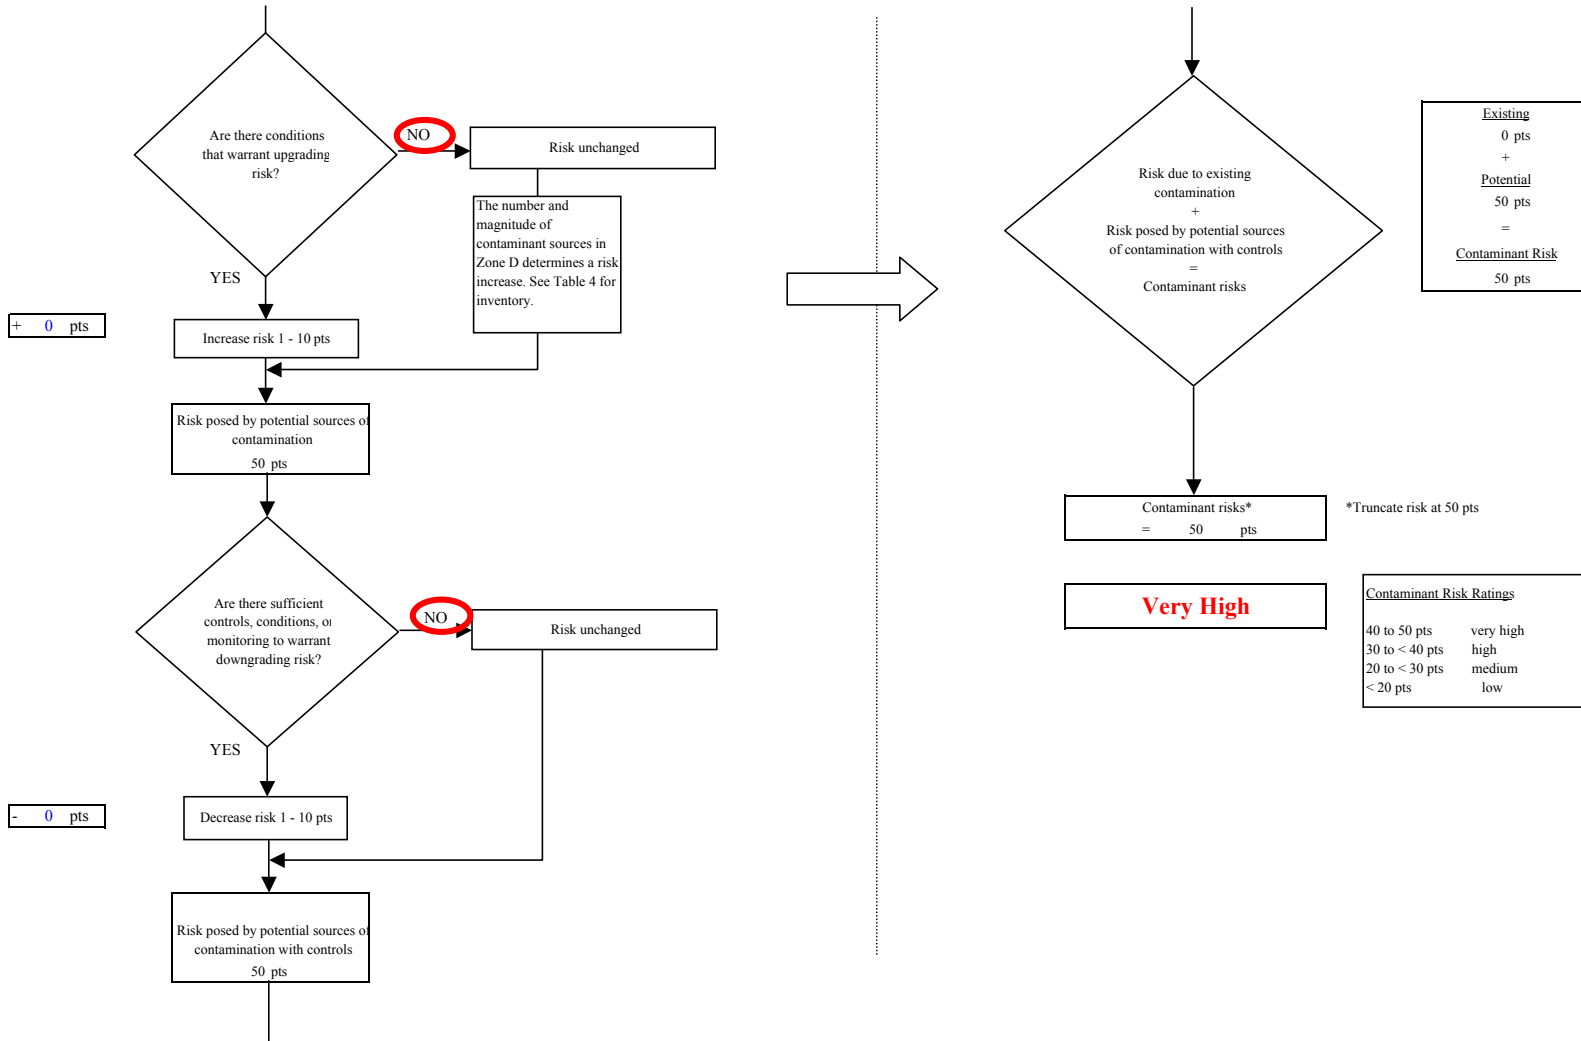 Are there conditions
that warrant upgrading
risk?
NO
Risk unchanged
The number and
magnitude of
contaminant sources in
Zone D determines a risk
increase. See Table 4 for
inventory.
YES
+ 0 pts
Increase risk 1 - 10 pts
Risk posed by potential sources of
contamination
50 pts
Are there sufficient
controls, conditions, or
monitoring to warrant
downgrading risk?
NO
Risk unchanged
YES
- 0 pts
Decrease risk 1 - 10 pts
Risk posed by potential sources of
contamination with controls
50 pts
Risk due to existing
contamination
+
Risk posed by potential sources
of contamination with controls
=
Contaminant risks
Existing
0 pts
+
Potential
50 pts
=
Contaminant Risk
50 pts
Contaminant risks*
= 50 pts
*Truncate risk at 50 pts
Very High
Contaminant Risk Ratings
40 to 50 pts very high
30 to < 40 pts high
20 to < 30 pts medium
< 20 pts low